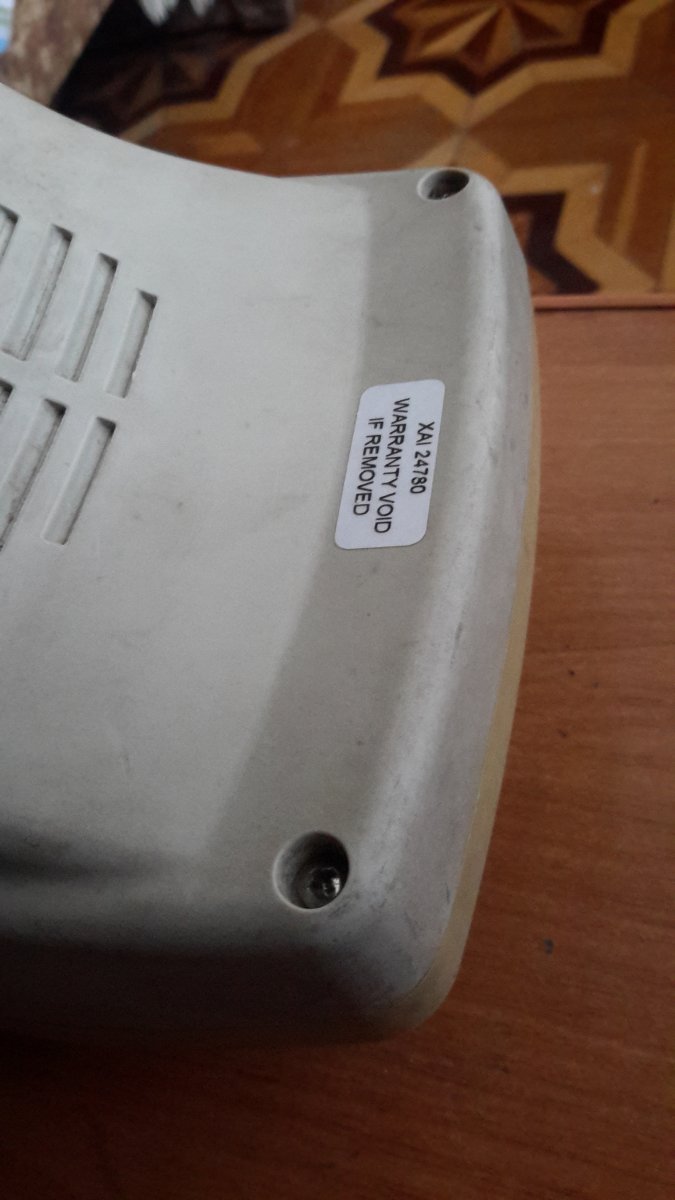 XAI 24780
WARRANTY VOID
IF REMOVED